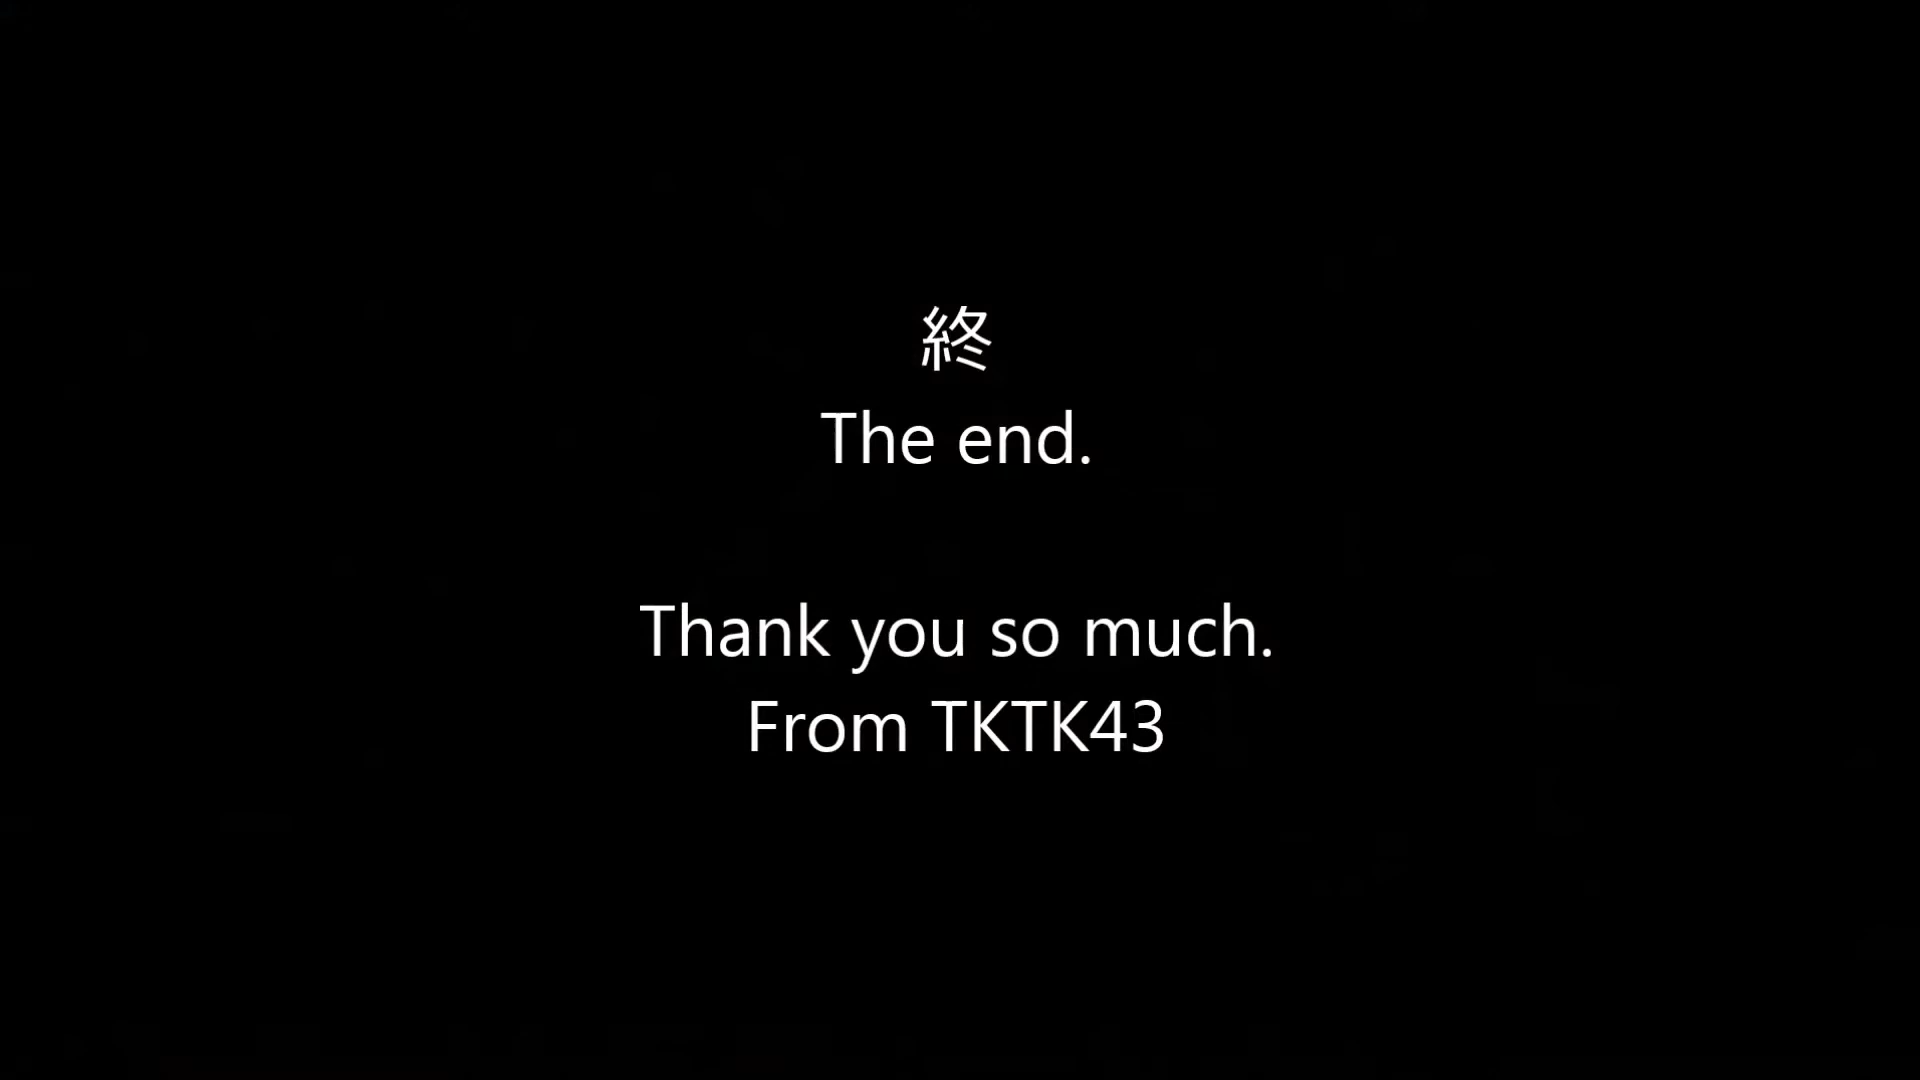 終
The end.
Thank you so much.
From TKTK43